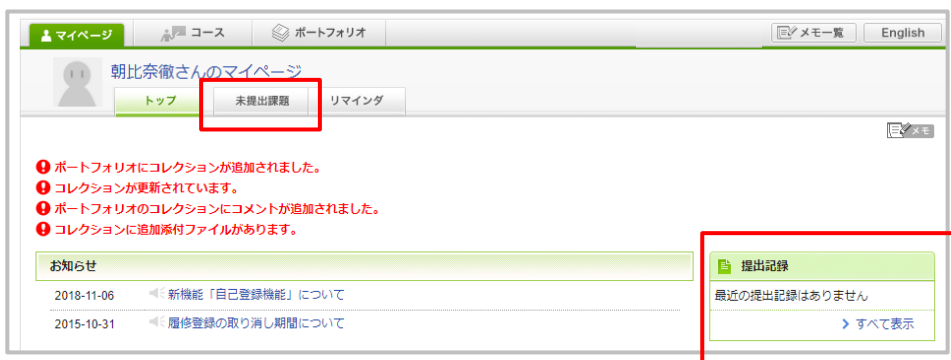 マイページ コース ポートフォリオ メモ一覧 English
朝比奈徹さんのマイページ
トップ 未提出課題 リマインダ
メモ
ポートフォリオにコレクションが追加されました。
コレクションが更新されています。
ポートフォリオのコレクションにコメントが追加されました。
コレクションに追加添付ファイルがあります。
お知らせ
2018-11-06 新機能「自己登録機能」について
2015-10-31 履修登録の取り消し期間について
提出記録
最近の提出記録はありません
すべて表示